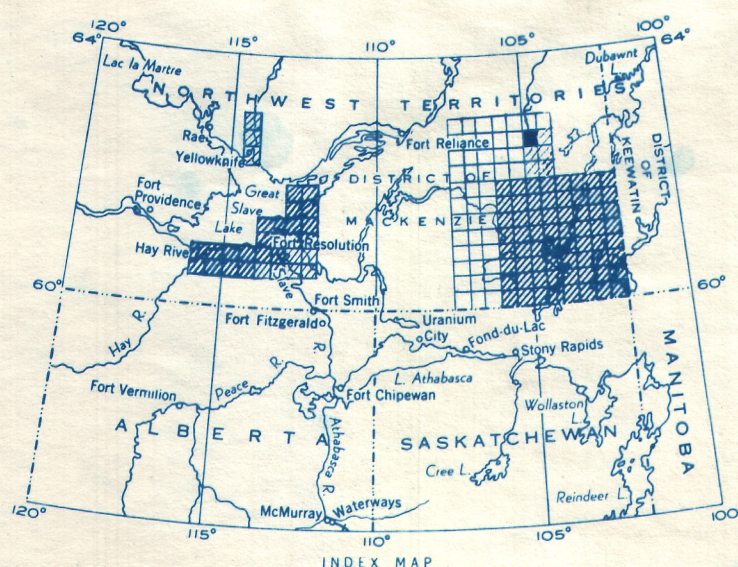 120°
115°
110°
105°
100°
64°
64°
Lac la Martre
Dubawnt
L.
NORTHWEST TERRITORIES
Rae
Yellowknife
Fort Reliance
DISTRICT
OF
KEEWATIN
DISTRICT OF
MACKENZIE
Fort
Providence
Great
Slave
Lake
Hay River
Fort Resolution
Slave
R.
60°
60°
Fort Smith
Fort Fitzgerald
Uranium
City
Fond-du-Lac
Stony Rapids
Hay
R.
Fort Vermilion
Peace
R.
L. Athabasca
Fort Chipewan
Wollaston
L.
MANITOBA
ALBERTA
Athabasca R.
SASKATCHEWAN
Cree L.
Reindeer L.
McMurray
Waterways
120°
115°
110°
105°
100
INDEX MAP